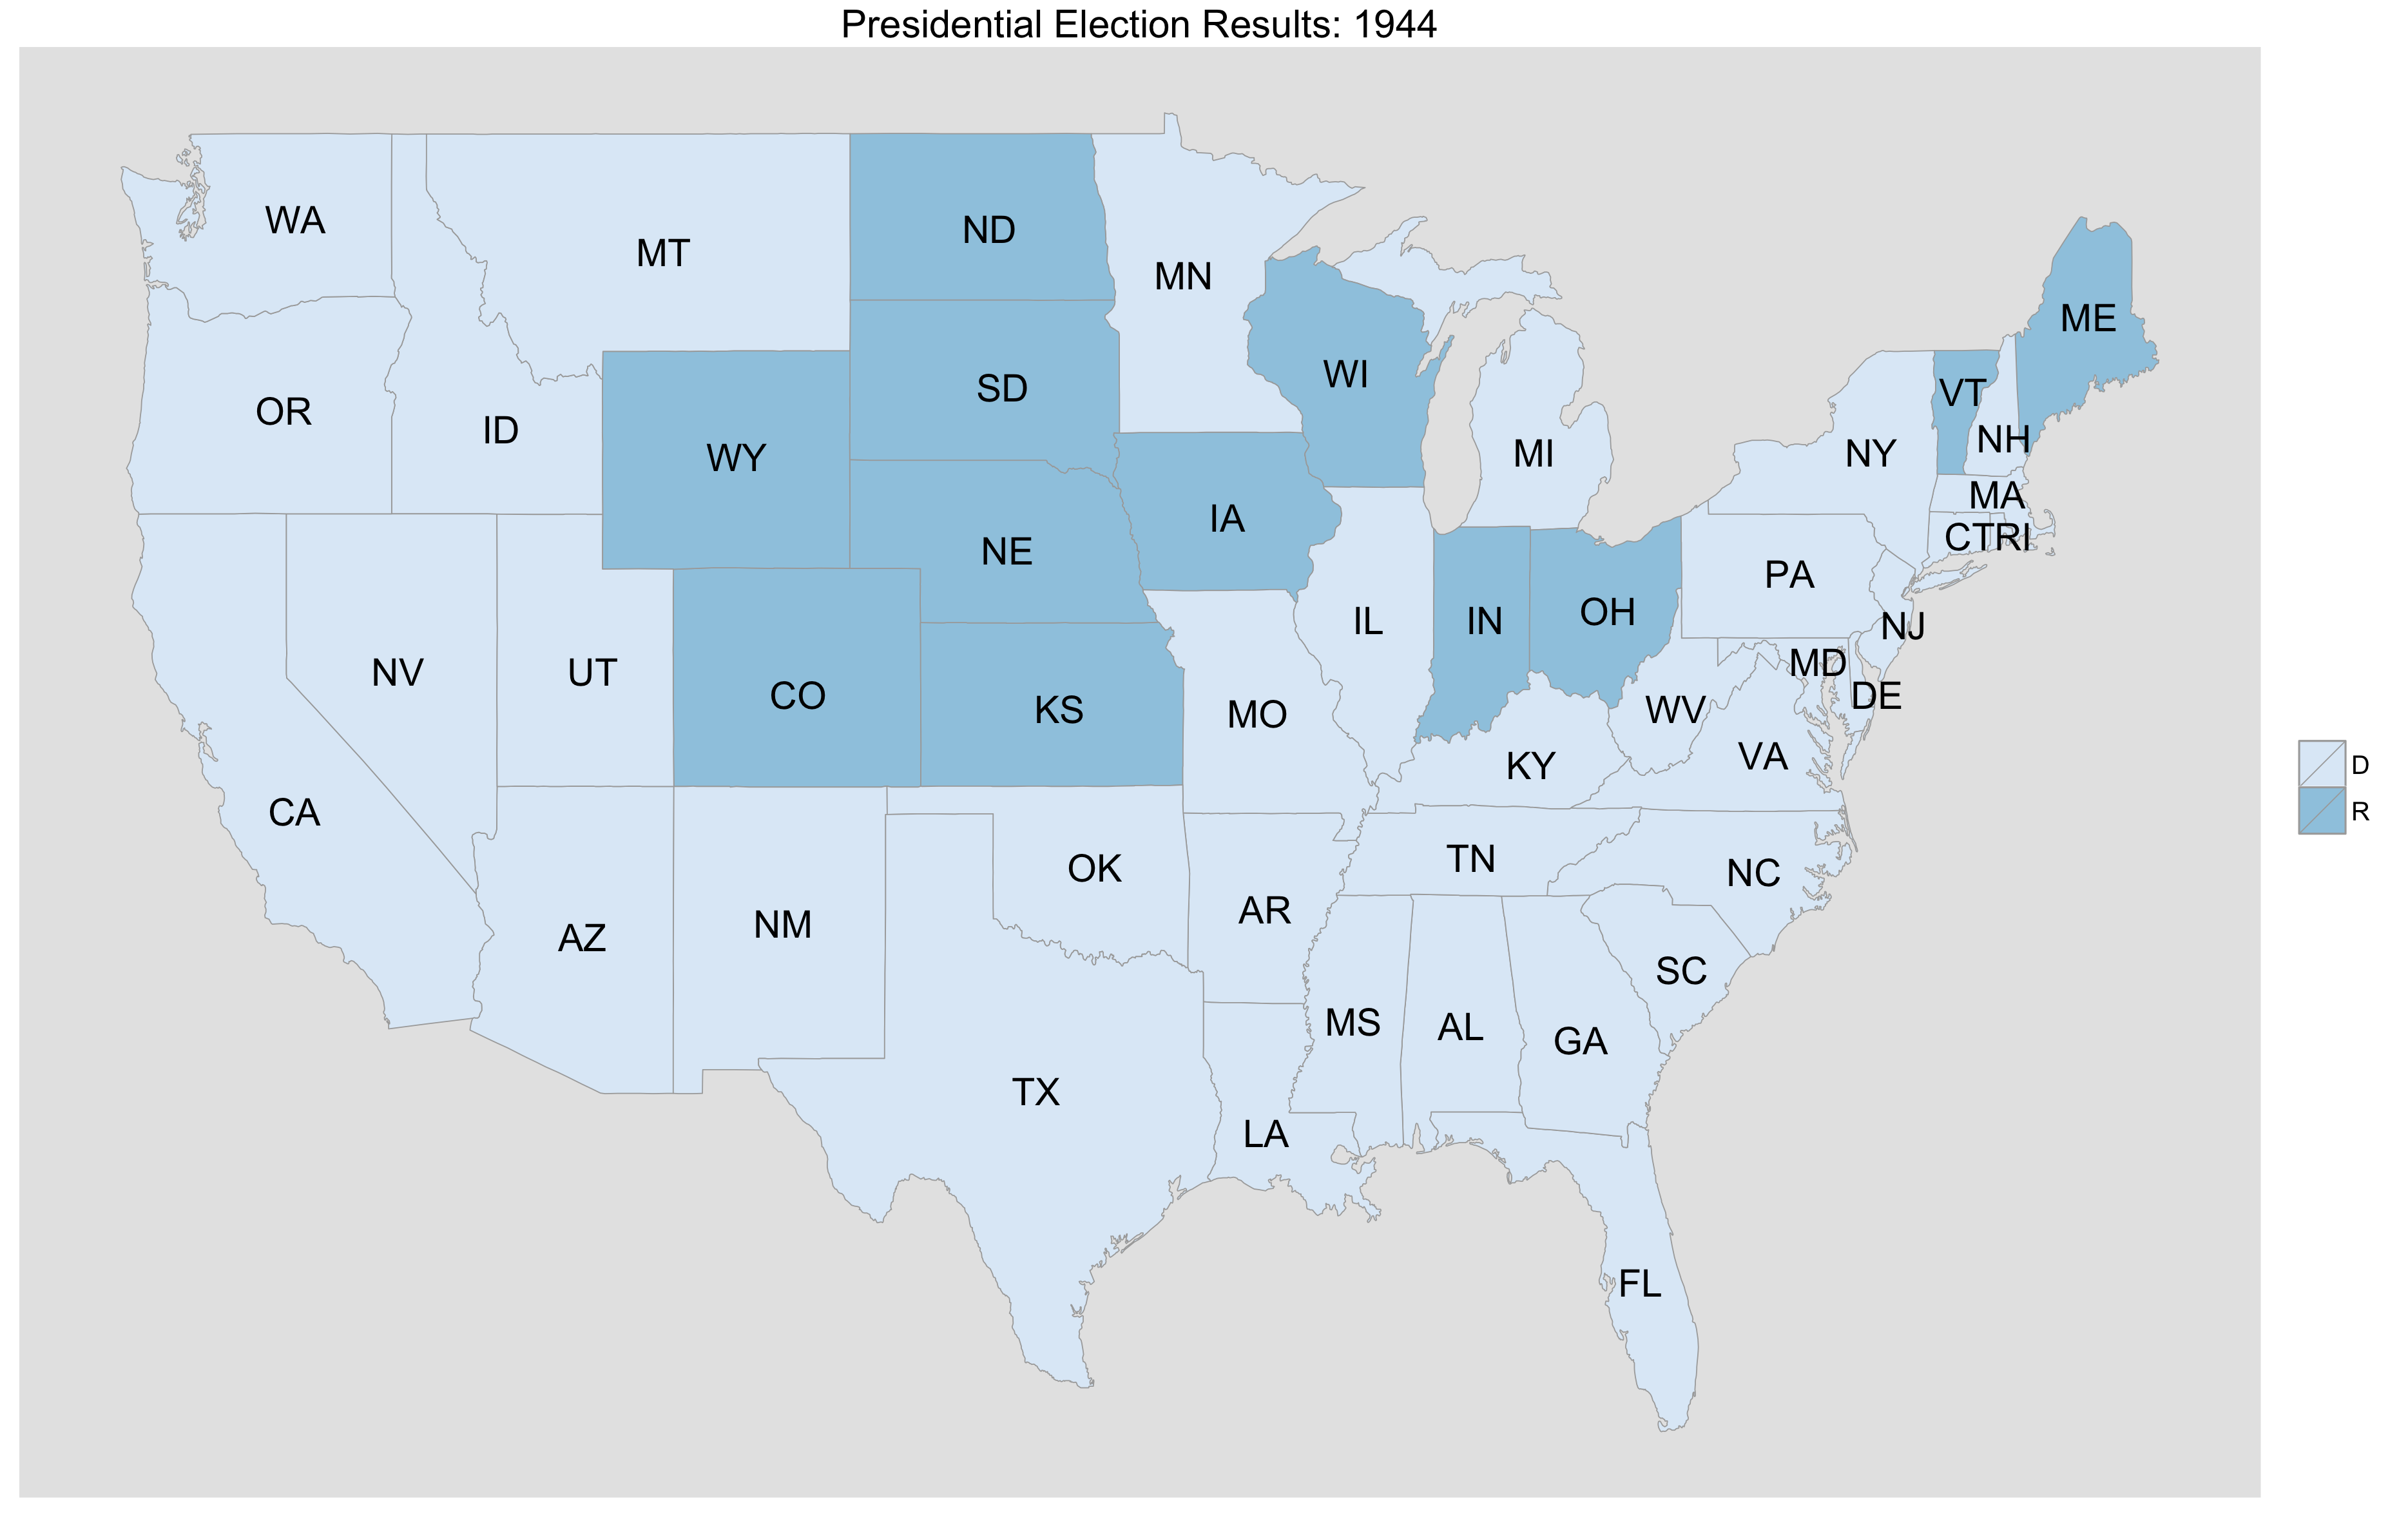 Presidential Election Results: 1944
WA
MT
ND
MN
ME
OR
ID
WY
SD
WI
MI
NY
VT
NH
MA
IA
NE
CTRI
PA
IL
IN
OH
NJ
NV
UT
CO
KS
MO
MD
DE
WV
VA
KY
D
R
CA
OK
TN
NC
AZ
NM
AR
SC
MS
AL
GA
TX
LA
FL